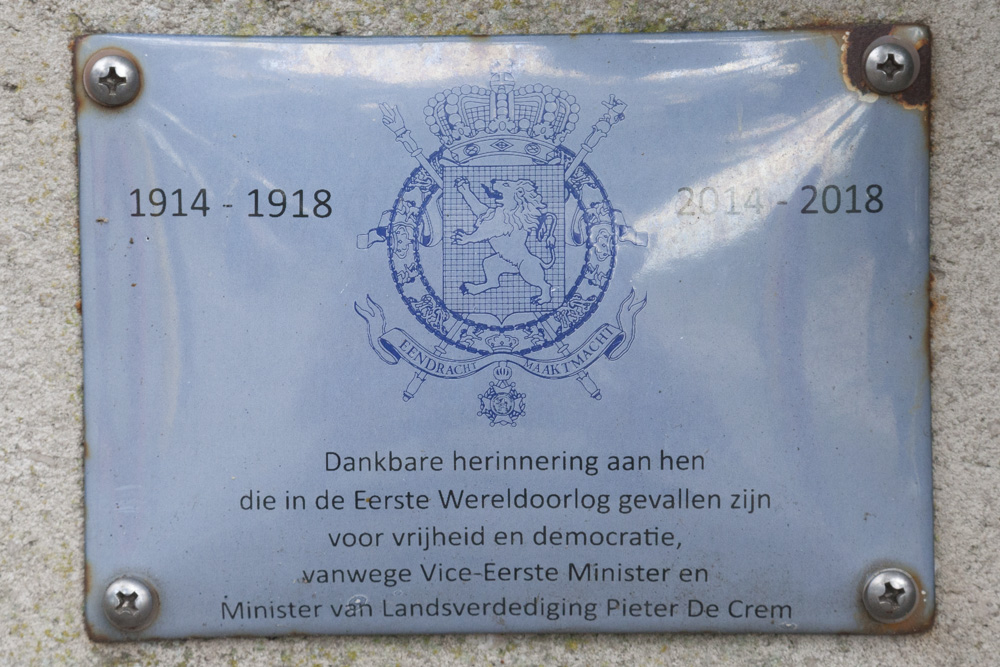 1914 - 1918
2014 - 2018
EENDRACHT MAAKT MACHT
Dankbare herinnering aan hen
die in de Eerste Wereldoorlog gevallen zijn
voor vrijheid en democratie,
vanwege Vice-Eerste Minister en
Minister van Landsverdediging Pieter De Crem